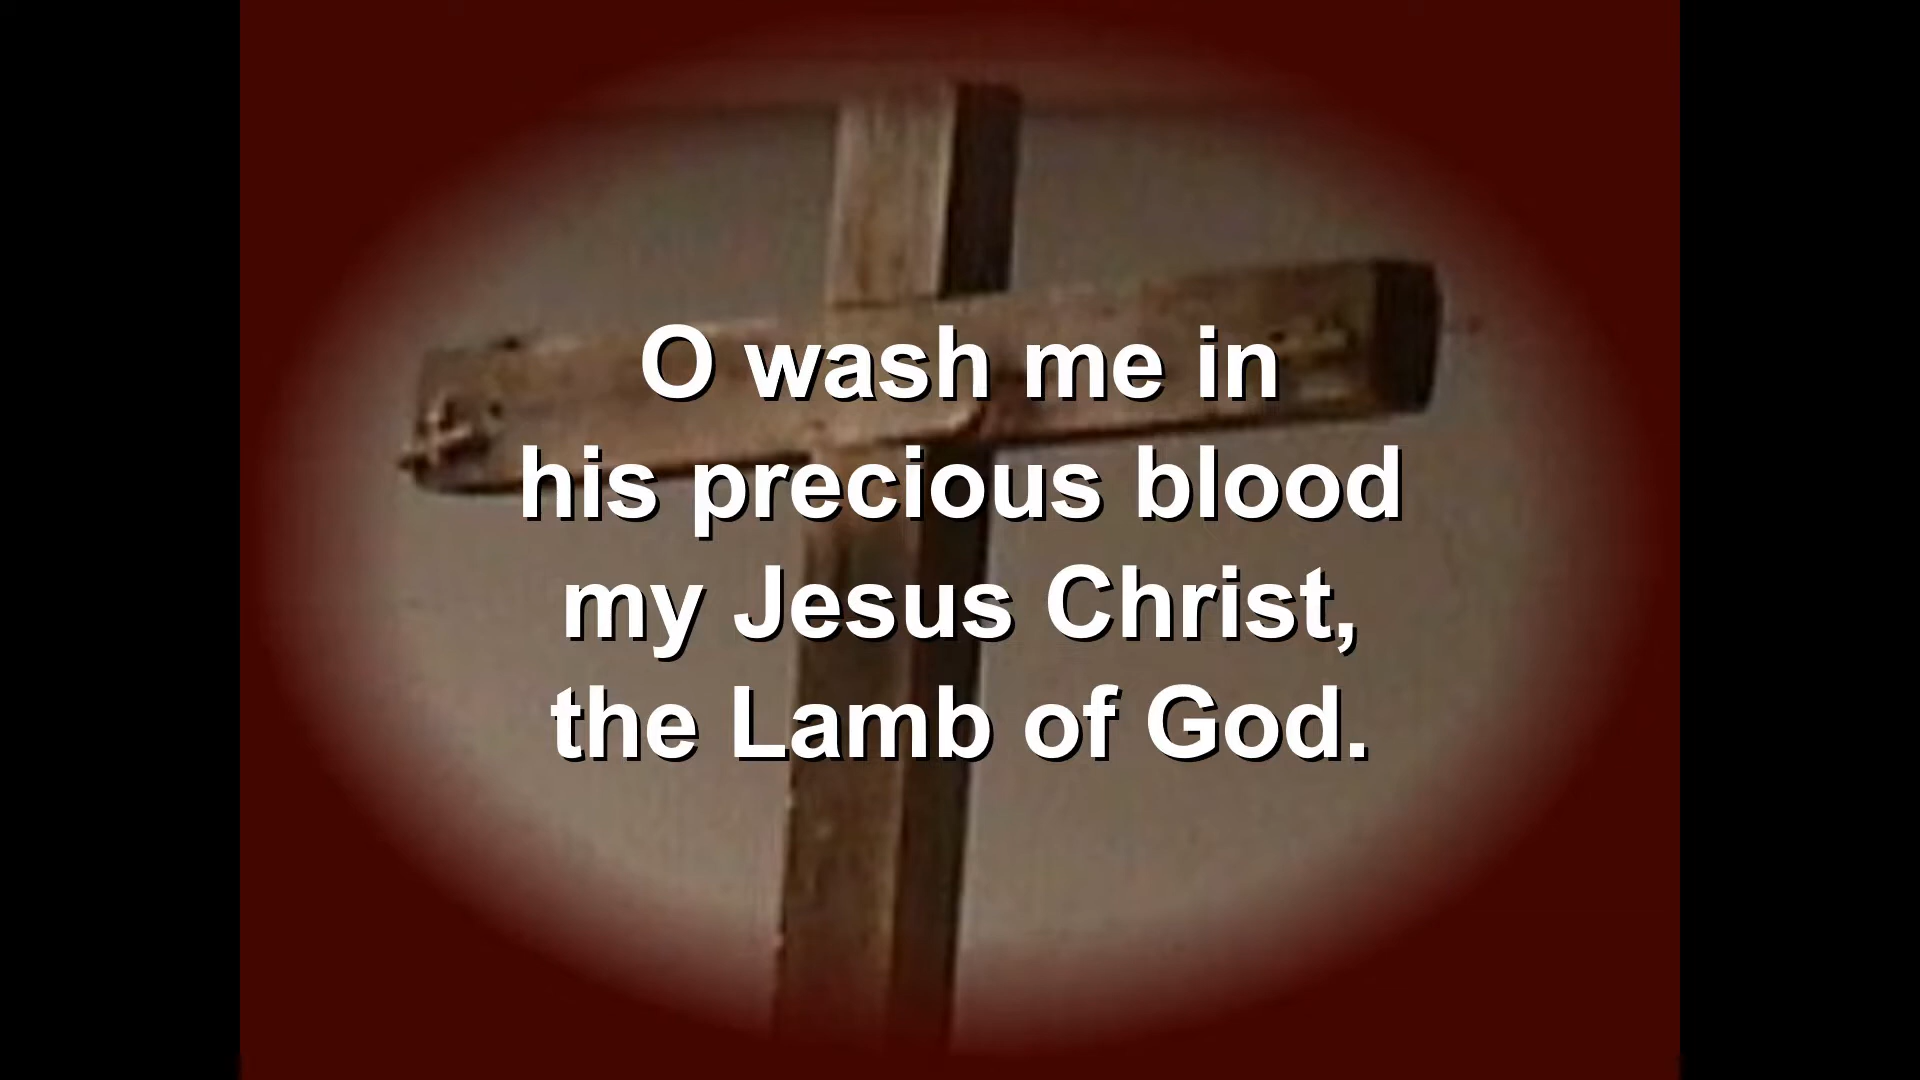 O wash me in
his precious blood
my Jesus Christ,
the Lamb of God.